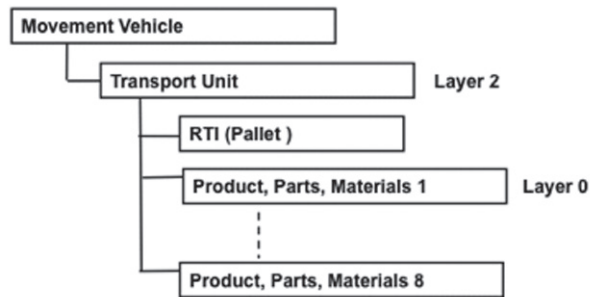 Movement Vehicle
Transport Unit
Layer 2
RTI (Pallet )
Product, Parts, Materials 1
Layer 0
Product, Parts, Materials 8